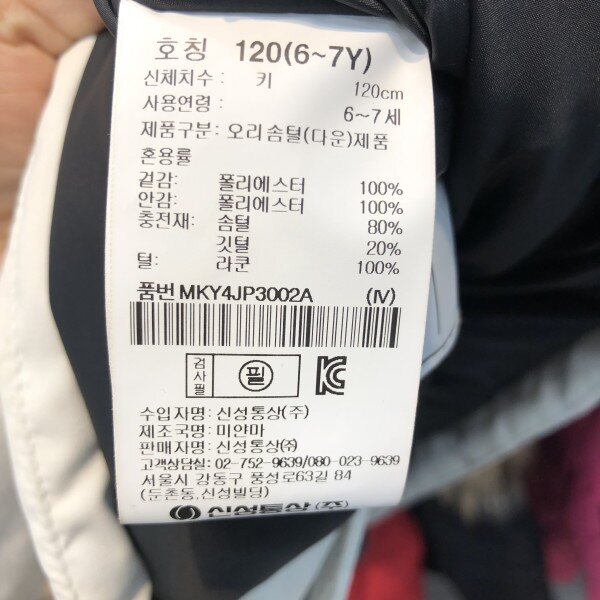 호칭 120(6~7Y)
신체치수 : 키 120cm
사용연령 : 6~7세
제품구분: 오리솜털(다운)제품
혼용률
겉감: 폴리에스터 100%
안감: 폴리에스터 100%
충전재: 솜털 80%
깃털 20%
털: 라쿤 100%
품번 MKY4JP3002A (IV)
검사필 필 KC
수입자명: 신성통상(주)
제조국명: 미얀마
판매자명: 신성통상㈜
고객상담실: 02-752-9639/080-023-9639
서울시 강동구 풍성로63길 84
(둔촌동,신성빌딩)
신성통상(주)